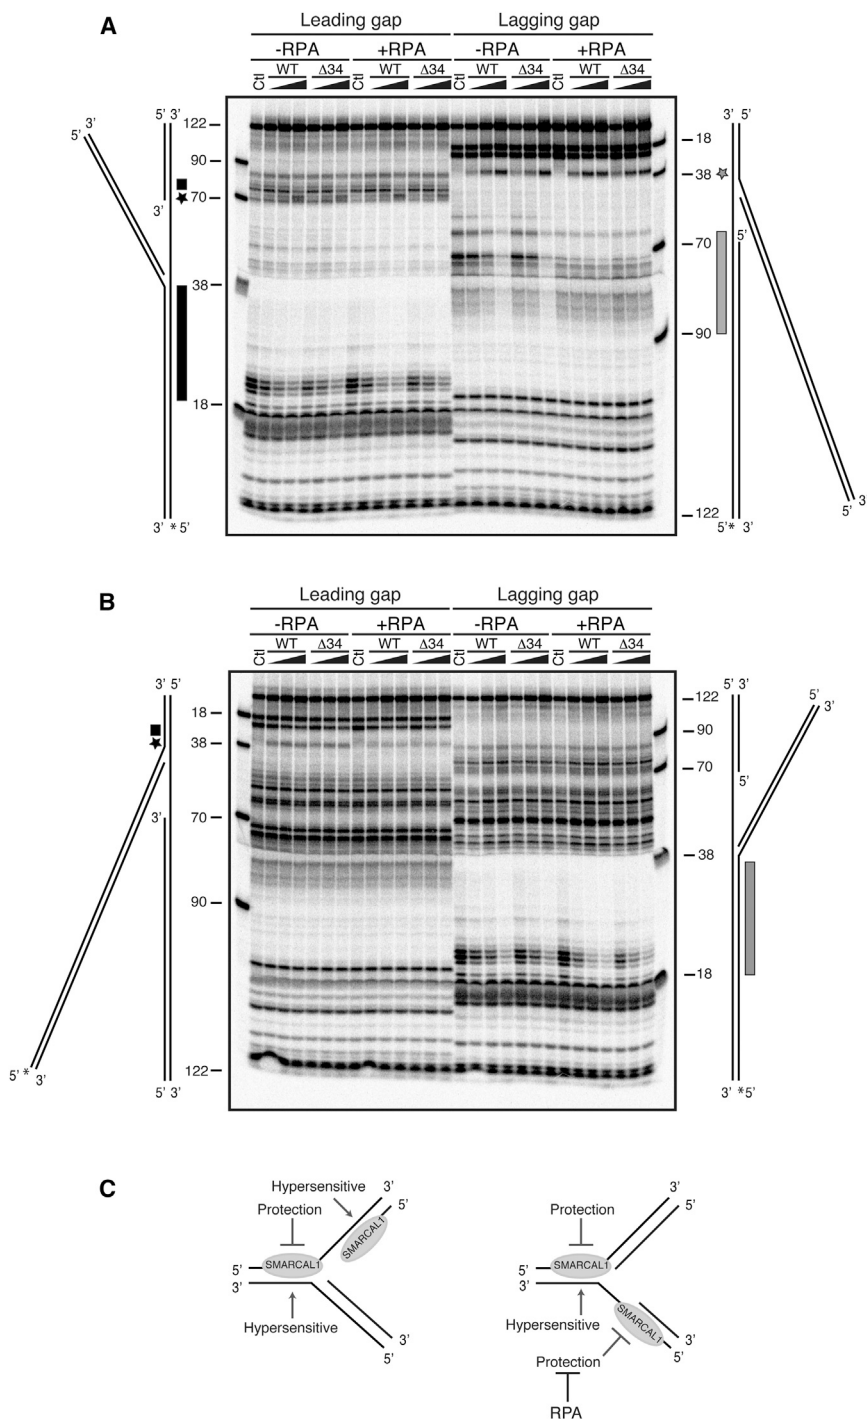 A
Leading gap
Lagging gap
-RPA
+RPA
-RPA
+RPA
Ctl
WT
Δ34
Ctl
WT
Δ34
Ctl
WT
Δ34
Ctl
WT
Δ34
5’ 3’
3’ 5’
122
18
5’
3’
90
38
70
3’
70
5’
38
90
18
3’
5’
3’ * 5’
122
5’* 3’
B
Leading gap
Lagging gap
-RPA
+RPA
-RPA
+RPA
Ctl
WT
Δ34
Ctl
WT
Δ34
Ctl
WT
Δ34
Ctl
WT
Δ34
3’ 5’
5’ 3’
18
122
5’
3’
90
38
70
5’
70
3’
38
90
18
5’ * 3’
122
5’ 3’
3’ *5’
C
Hypersensitive
3’
3’
Protection
5’
Protection
5’
SMARCAL1
5’
SMARCAL1
5’
SMARCAL1
3’
3’
SMARCAL1
Hypersensitive
Hypersensitive
3’
3’
5’
5’
Protection
RPA